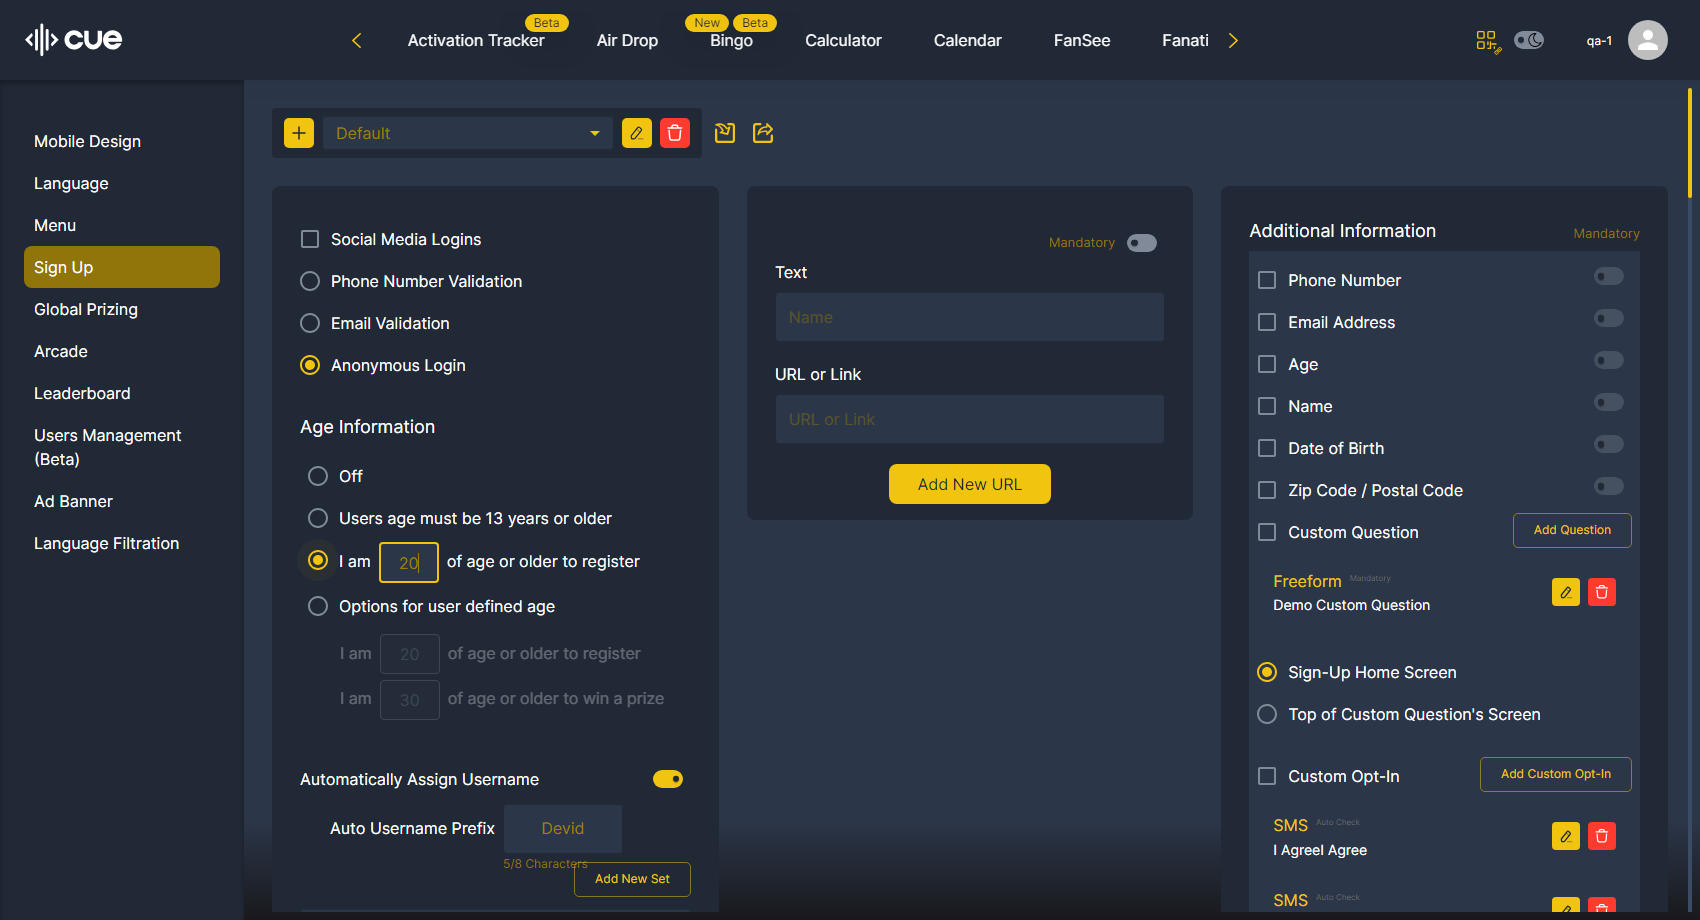 cue
Beta
New
Beta
Activation Tracker
Air Drop
Bingo
Calculator
Calendar
FanSee
Fanati
qa-1
Mobile Design
Language
Menu
Sign Up
Global Prizing
Arcade
Leaderboard
Users Management
(Beta)
Ad Banner
Language Filtration
Default
Social Media Logins
Phone Number Validation
Email Validation
Anonymous Login
Age Information
Off
Users age must be 13 years or older
I am 20 of age or older to register
Options for user defined age
I am 20 of age or older to register
I am 30 of age or older to win a prize
Automatically Assign Username
Auto Username Prefix Devid
5/8 Characters
Add New Set
Mandatory
Text
Name
URL or Link
URL or Link
Add New URL
Additional Information Mandatory
Phone Number
Email Address
Age
Name
Date of Birth
Zip Code / Postal Code
Custom Question Add Question
Freeform Mandatory
Demo Custom Question
Sign-Up Home Screen
Top of Custom Question's Screen
Custom Opt-In Add Custom Opt-In
SMS Auto Check
I AgreeI Agree
SMS Auto Check